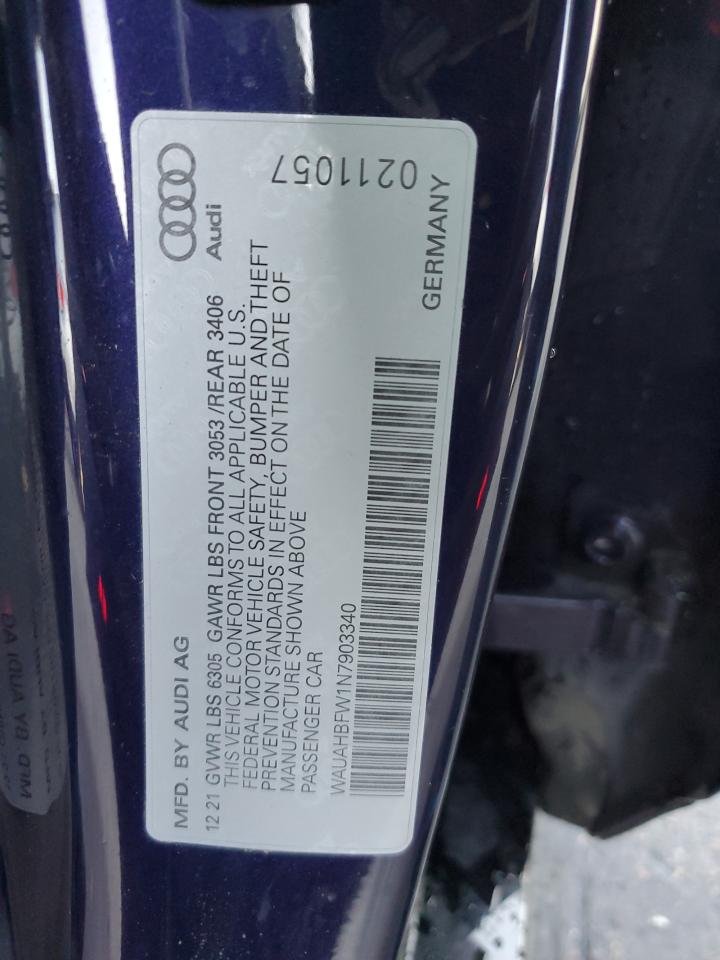 Audi
MFD. BY AUDI AG
12 21 GVWR LBS 6305 GAWR LBS FRONT 3053 /REAR 3406
THIS VEHICLE CONFORMS TO ALL APPLICABLE U.S.
FEDERAL MOTOR VEHICLE SAFETY, BUMPER AND THEFT
PREVENTION STANDARDS IN EFFECT ON THE DATE OF
MANUFACTURE SHOWN ABOVE
PASSENGER CAR
WAUAHBFW1N7903340
GERMANY
0211057